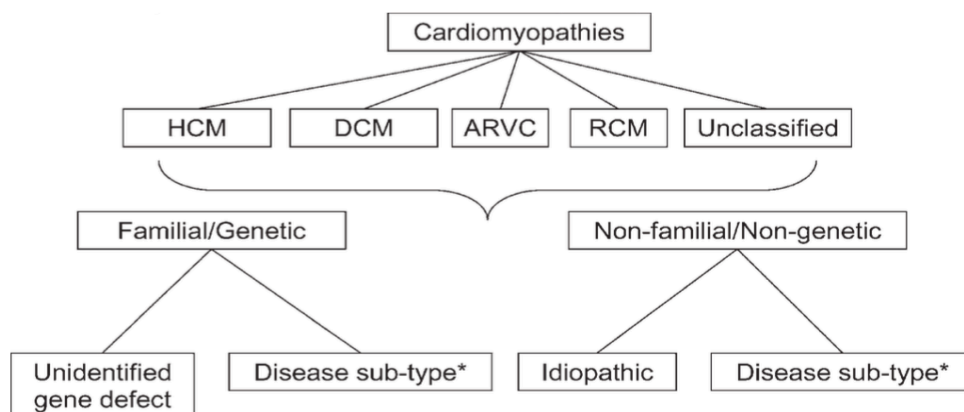 Cardiomyopathies
HCM
DCM
ARVC
RCM
Unclassified
Familial/Genetic
Non-familial/Non-genetic
Unidentified
gene defect
Disease sub-type*
Idiopathic
Disease sub-type*